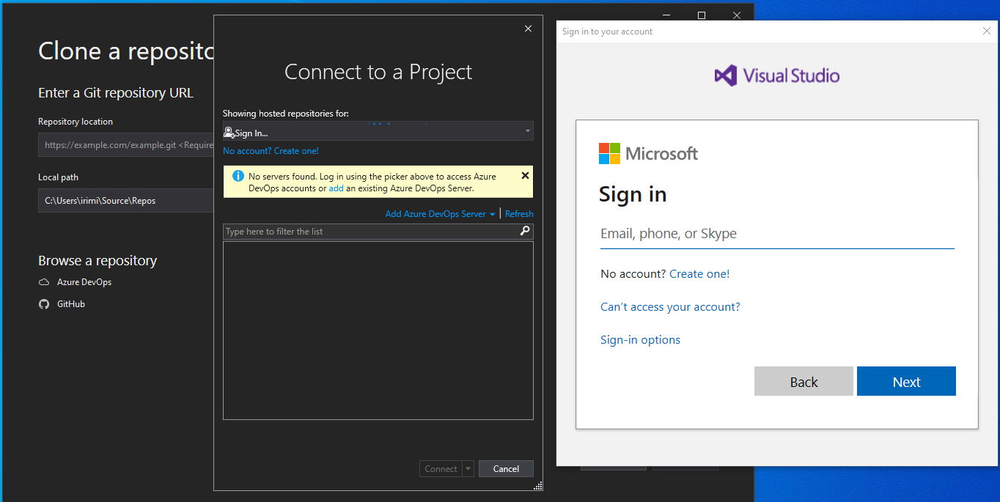 Clone a reposito
Enter a Git repository URL
Repository location
https://example.com/example.git <Require
Local path
C:\Users\irimi\Source\Repos
Browse a repository
Azure DevOps
GitHub
Connect to a Project
Showing hosted repositories for:
Sign In...
No account? Create one!
No servers found. Log in using the picker above to access Azure
DevOps accounts or add an existing Azure DevOps Server.
Add Azure DevOps Server
Refresh
Type here to filter the list
Connect
Cancel
Sign in to your account
Visual Studio
Microsoft
Sign in
Email, phone, or Skype
No account? Create one!
Can't access your account?
Sign-in options
Back
Next